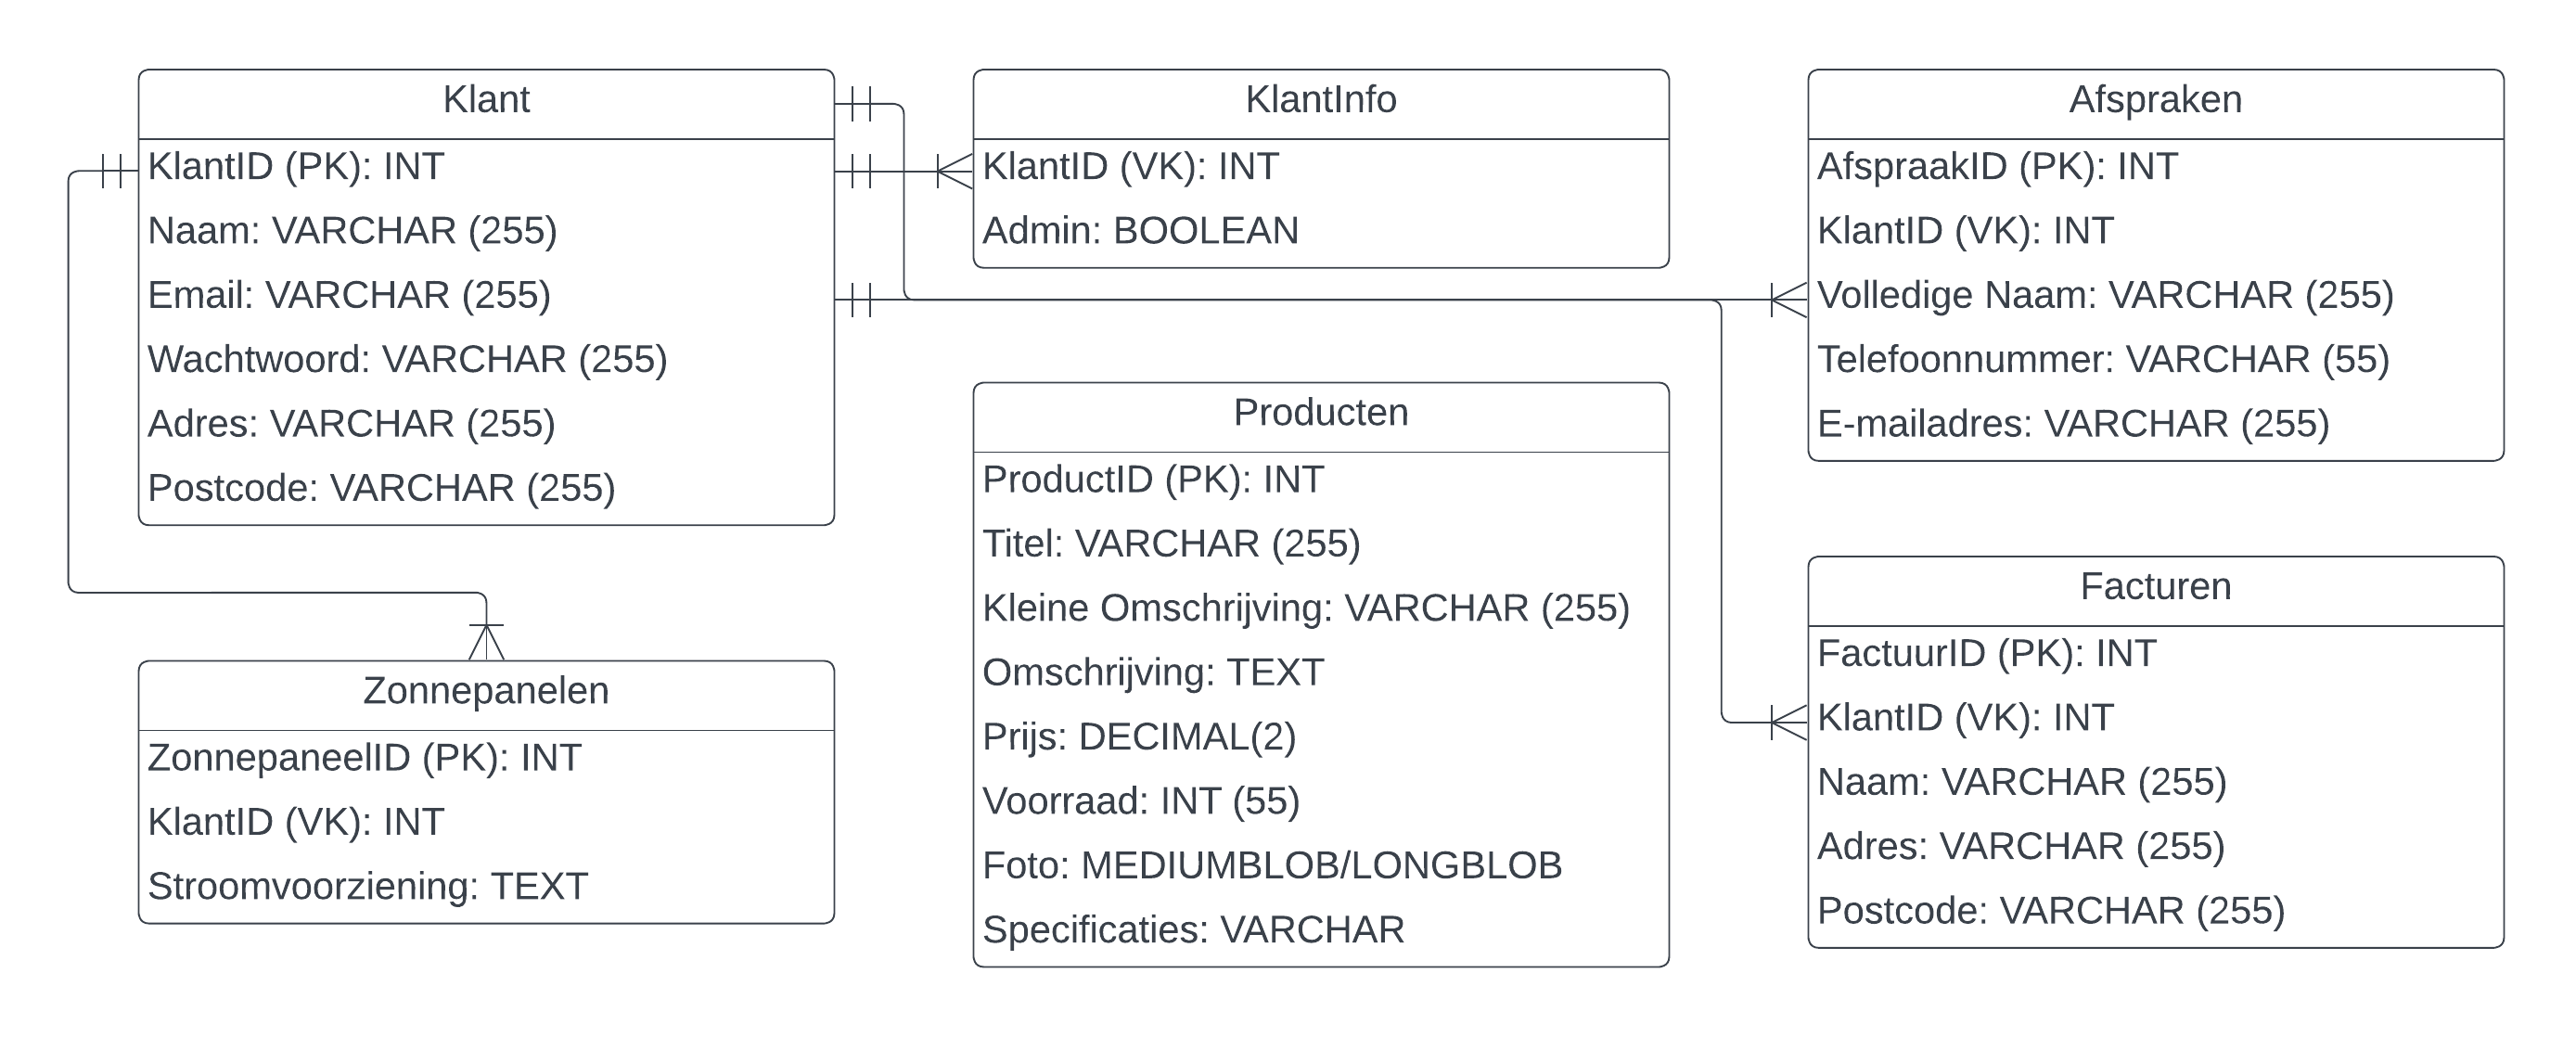 Klant
KlantID (PK): INT
Naam: VARCHAR (255)
Email: VARCHAR (255)
Wachtwoord: VARCHAR (255)
Adres: VARCHAR (255)
Postcode: VARCHAR (255)
KlantInfo
KlantID (VK): INT
Admin: BOOLEAN
Afspraken
AfspraakID (PK): INT
KlantID (VK): INT
Volledige Naam: VARCHAR (255)
Telefoonnummer: VARCHAR (55)
E-mailadres: VARCHAR (255)
Zonnepanelen
ZonnepaneelID (PK): INT
KlantID (VK): INT
Stroomvoorziening: TEXT
Producten
ProductID (PK): INT
Titel: VARCHAR (255)
Kleine Omschrijving: VARCHAR (255)
Omschrijving: TEXT
Prijs: DECIMAL(2)
Voorraad: INT (55)
Foto: MEDIUMBLOB/LONGBLOB
Specificaties: VARCHAR
Facturen
FactuurID (PK): INT
KlantID (VK): INT
Naam: VARCHAR (255)
Adres: VARCHAR (255)
Postcode: VARCHAR (255)